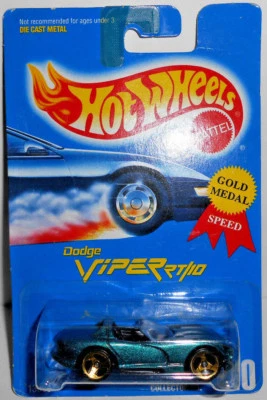 Not recommended for ages under 3
DIE CAST METAL
HOT WHEELS
MATTEL
GOLD
MEDAL
SPEED
Dodge
VIPER RT/10
COLLECT